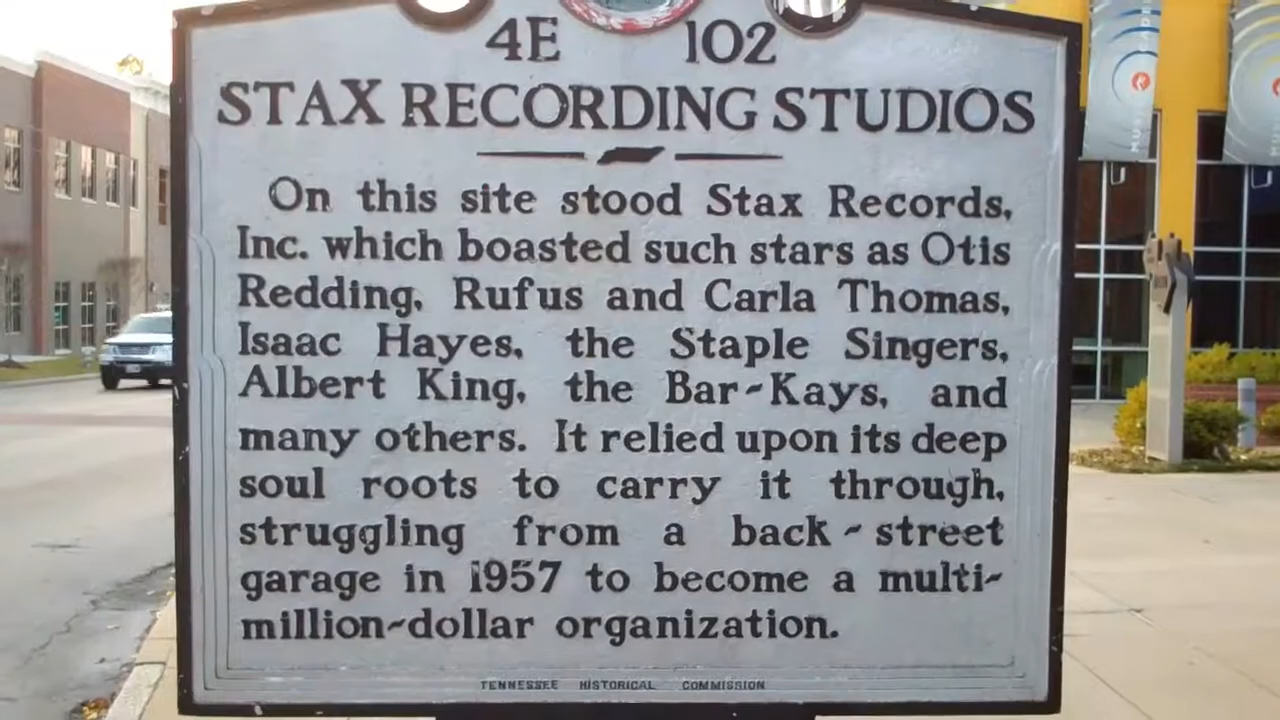 4E 102
STAX RECORDING STUDIOS
On this site stood Stax Records,
Inc. which boasted such stars as Otis
Redding, Rufus and Carla Thomas,
Isaac Hayes, the Staple Singers,
Albert King, the Bar-Kays, and
many others. It relied upon its deep
soul roots to carry it through,
struggling from a back-street
garage in 1957 to become a multi-
million-dollar organization.
TENNESSEE HISTORICAL COMMISSION